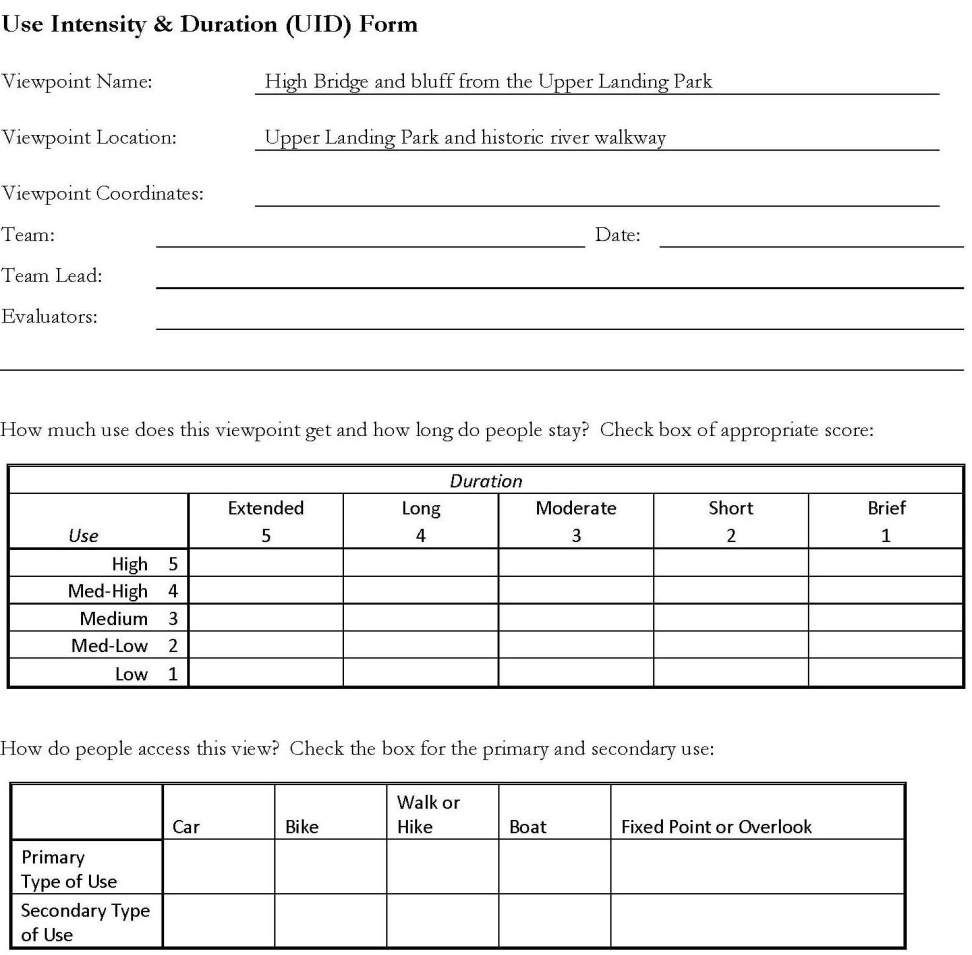 Use Intensity & Duration (UID) Form
Viewpoint Name: High Bridge and bluff from the Upper Landing Park
Viewpoint Location: Upper Landing Park and historic river walkway
Viewpoint Coordinates:
Team: Date:
Team Lead:
Evaluators:
How much use does this viewpoint get and how long do people stay? Check box of appropriate score:
Duration
Extended Long Moderate Short Brief
Use 5 4 3 2 1
High 5
Med-High 4
Medium 3
Med-Low 2
Low 1
How do people access this view? Check the box for the primary and secondary use:
Walk or
Car Bike Hike Boat Fixed Point or Overlook
Primary
Type of Use
Secondary Type
of Use